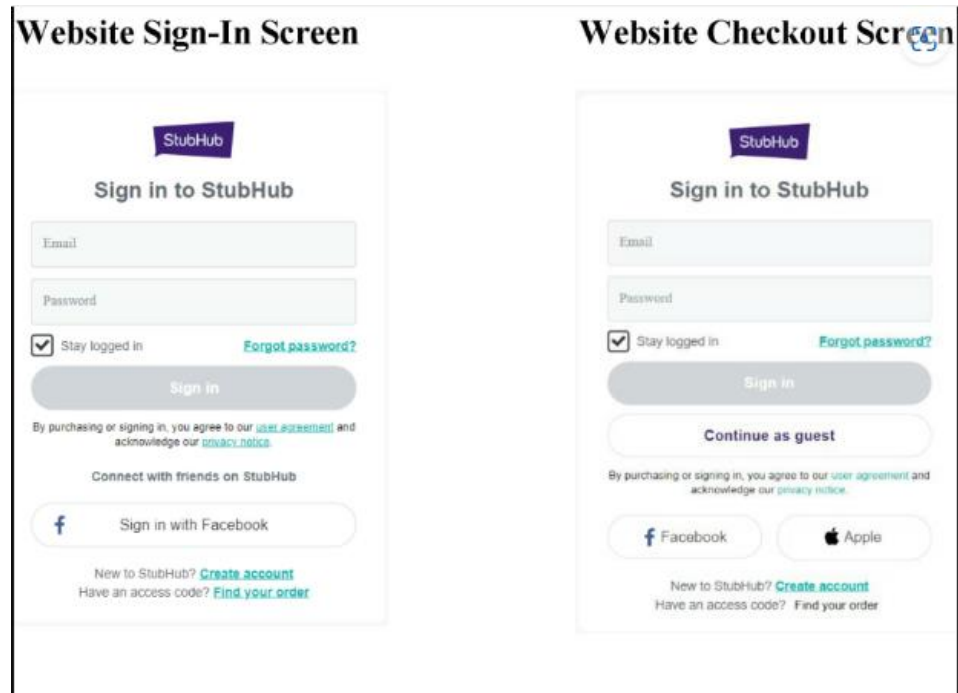 Website Sign-In Screen
StubHub
Sign in to StubHub
Email
Password
Stay logged in Forgot password?
Sign in
By purchasing or signing in, you agree to our user agreement and
acknowledge our privacy notice.
Connect with friends on StubHub
Sign in with Facebook
New to StubHub? Create account
Have an access code? Find your order
Website Checkout Screen
StubHub
Sign in to StubHub
Email
Password
Stay logged in Forgot password?
Sign in
Continue as guest
By purchasing or signing in, you agree to our user agreement and
acknowledge our privacy notice.
Facebook Apple
New to StubHub? Create account
Have an access code? Find your order